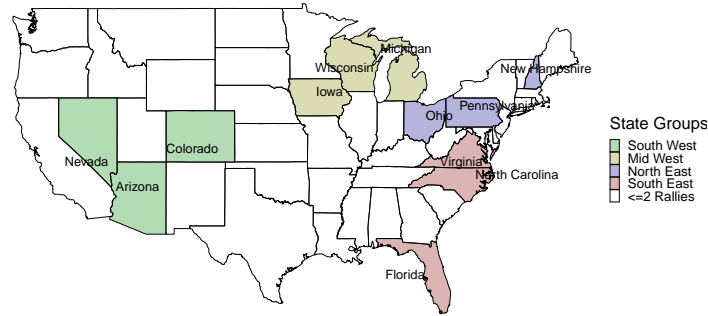 Michigan
Wisconsin
New Hampshire
Iowa
Pennsylvania
Ohio
State Groups
South West
Mid West
North East
South East
<=2 Rallies
Colorado
Nevada
Virginia
Arizona
North Carolina
Florida